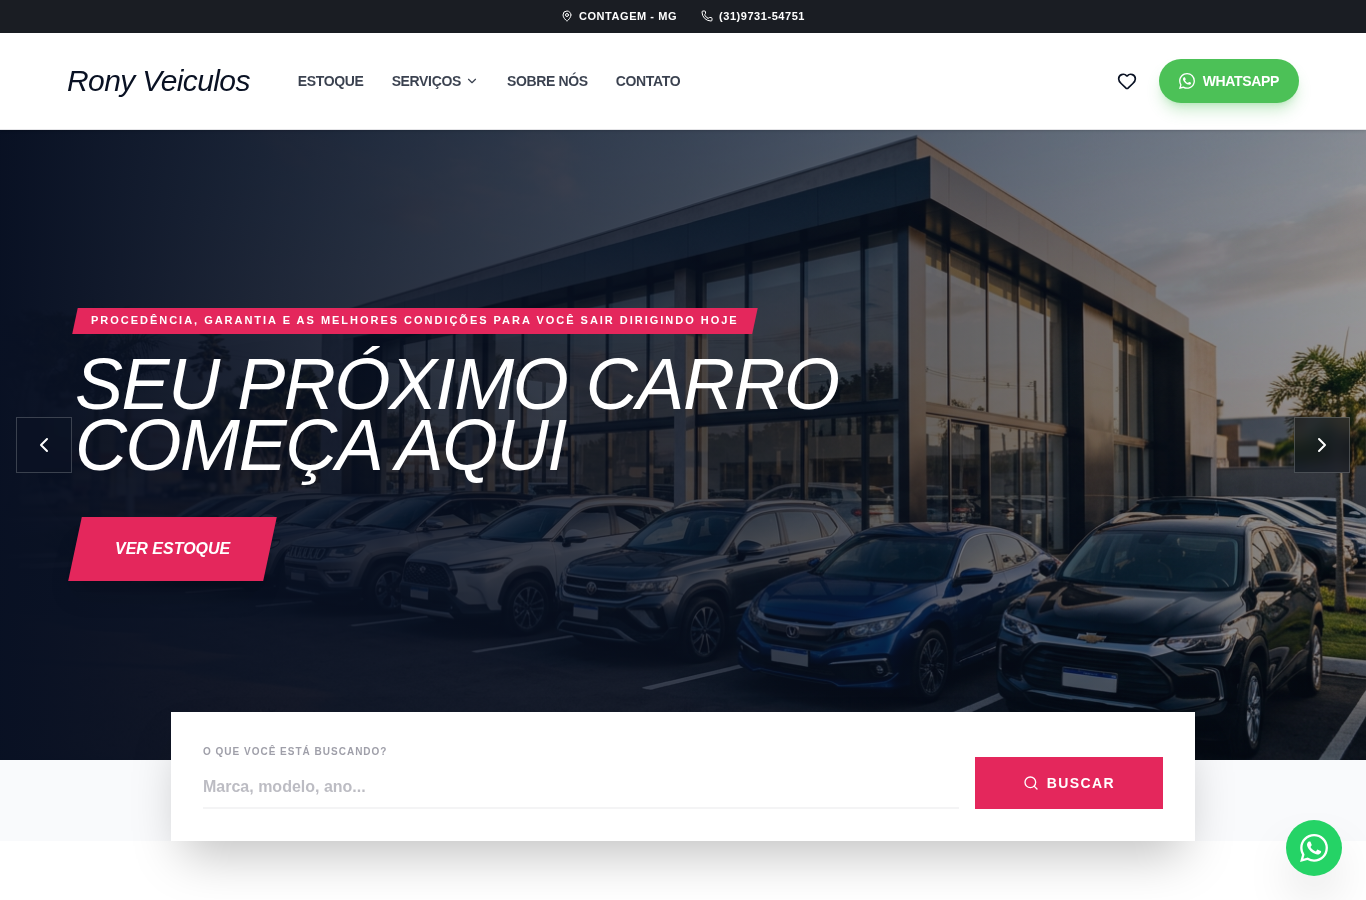 CONTAGEM - MG
(31)9731-54751
Rony Veiculos
ESTOQUE
SERVIÇOS
SOBRE NÓS
CONTATO
WHATSAPP
PROCEDÊNCIA, GARANTIA E AS MELHORES CONDIÇÕES PARA VOCÊ SAIR DIRIGINDO HOJE
SEU PRÓXIMO CARRO
COMEÇA AQUI
VER ESTOQUE
O QUE VOCÊ ESTÁ BUSCANDO?
Marca, modelo, ano...
BUSCAR